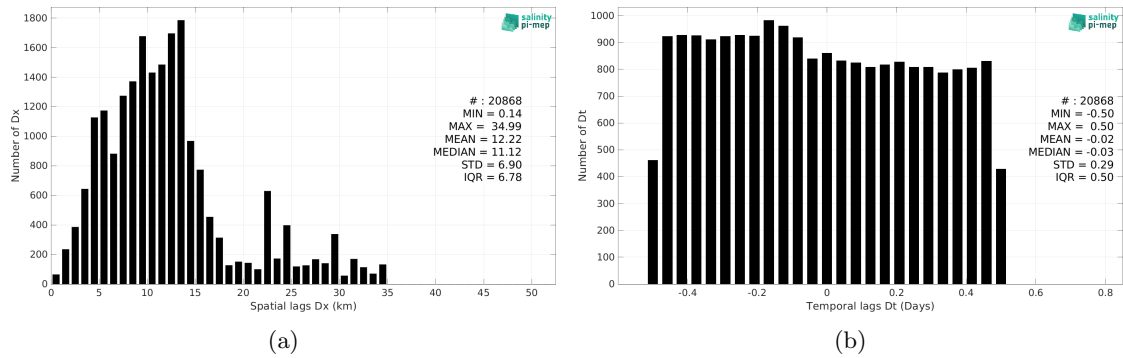 1800
1600
1400
1200
1000
800
600
400
200
0
Number of Dx
salinity
pi-mep
# : 20868
MIN = 0.14
MAX = 34.99
MEAN = 12.22
MEDIAN = 11.12
STD = 6.90
IQR = 6.78
0 5 10 15 20 25 30 35 40 45 50
Spatial lags Dx (km)
(a)
1000
900
800
700
600
500
400
300
200
100
0
Number of Dt
salinity
pi-mep
# : 20868
MIN = -0.50
MAX = 0.50
MEAN = -0.02
MEDIAN = -0.03
STD = 0.29
IQR = 0.50
-0.4 -0.2 0 0.2 0.4 0.6 0.8
Temporal lags Dt (Days)
(b)